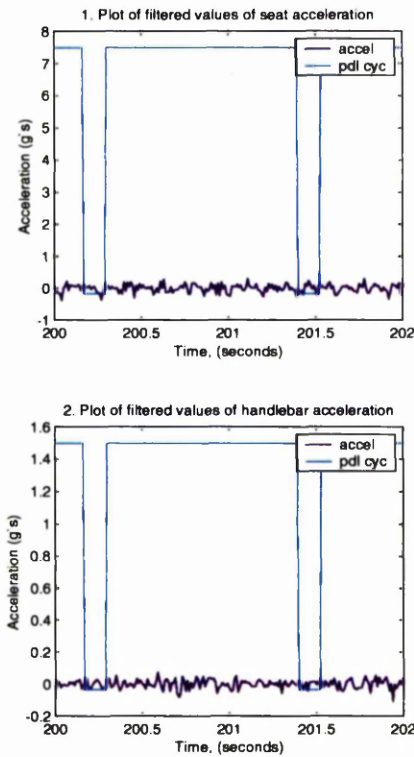 1. Plot of filtered values of seat acceleration
8
7
6
5
4
3
2
1
0
-1
Acceleration (g's)
accel
pdl cyc
200 200.5 201 201.5 202
Time, (seconds)
2. Plot of filtered values of handlebar acceleration
1.6
1.4
1.2
1
0.8
0.6
0.4
0.2
0
-0.2
Acceleration (g's)
accel
pdl cyc
200 200.5 201 201.5 202
Time, (seconds)